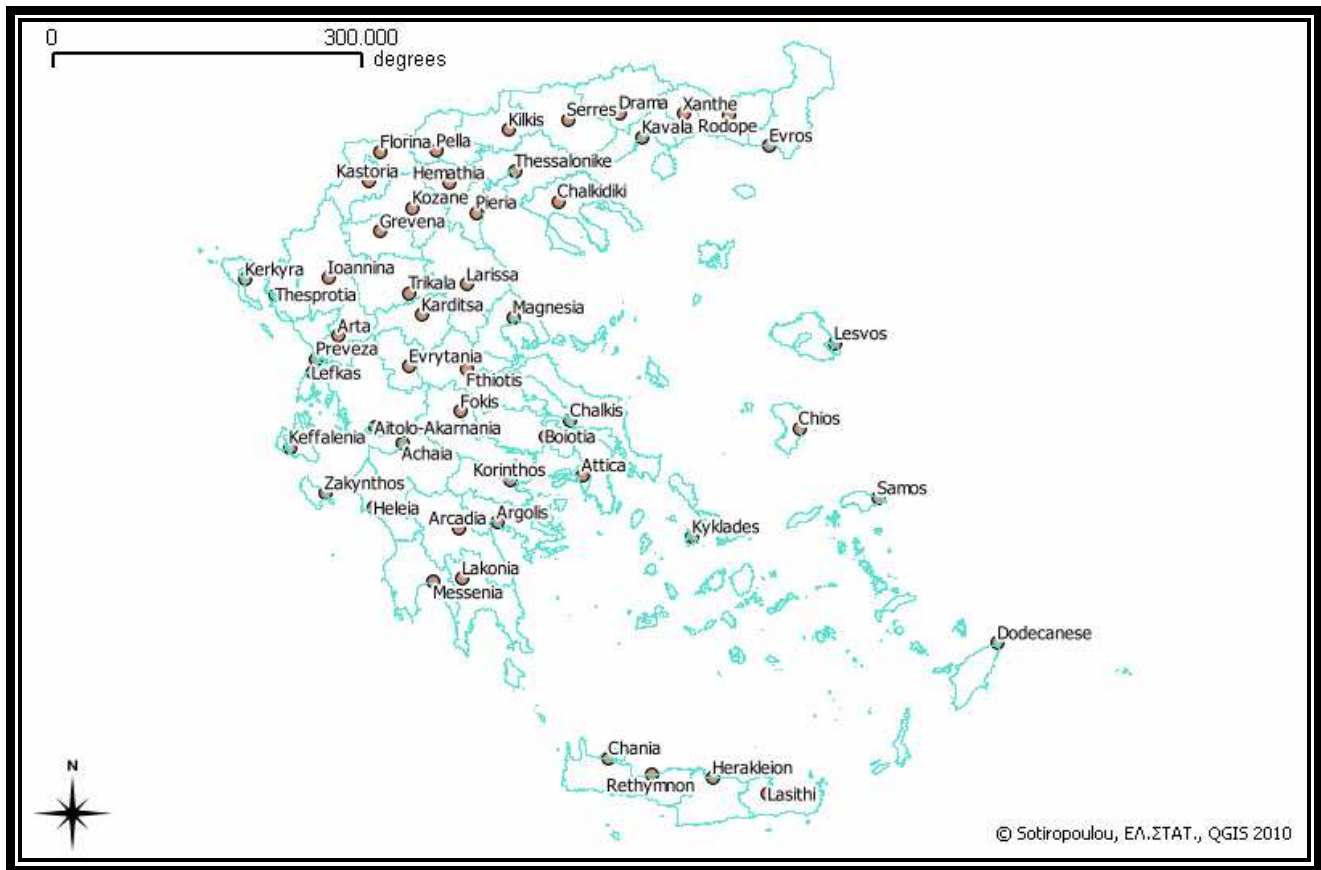 0 300.000
degrees
Serres Drama Xanthe
Kilkis
Kavala Rodope
Evros
Florina Pella
Thessalonike
Kastoria Hemathia
Chalkidiki
Kozane Pieria
Grevena
Kerkyra Ioannina
Trikala Larissa
Thesprotia
Karditsa Magnesia
Arta
Lesvos
Preveza
Evrytania
Lefkas
Fthiotis
Fokis
Chalkis
Chios
Aitolo-Akarnania
Keffalenia Boiotia
Achaia
Korinthos Attica
Zakynthos
Samos
Heleia
Arcadia Argolis
Kyklades
Lakonia
Messenia
Dodecanese
Chania
N
Herakleion
Rethymnon
Lasithi
© Sotiropoulou, ΕΛ.ΣΤΑΤ., QGIS 2010